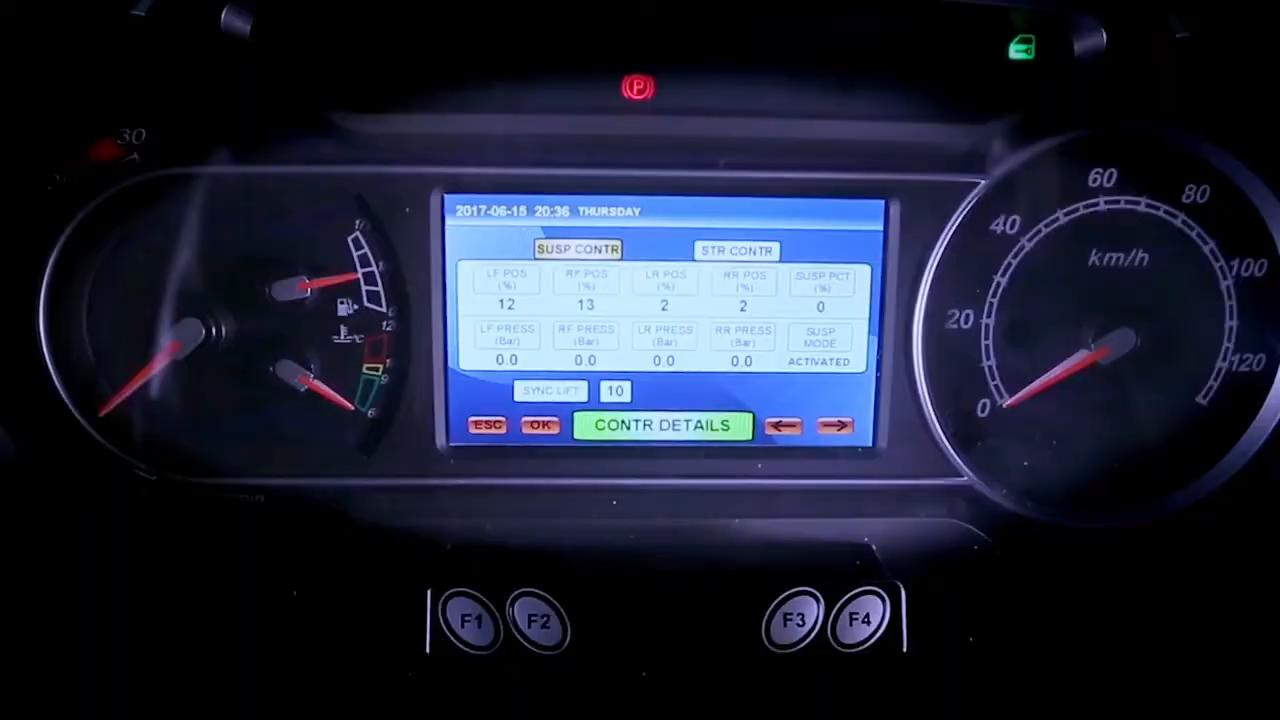 P
30
2017-06-15 20:36 THURSDAY
SUSP CONTR STR CONTR
LF POS RF POS LR POS RR POS SUSP PCT
(%) (%) (%) (%) (%)
12 13 2 2 0
LF PRESS RF PRESS LR PRESS RR PRESS SUSP
(Bar) (Bar) (Bar) (Bar) MODE
0.0 0.0 0.0 0.0 ACTIVATED
SYNC LIFT 10
ESC OK CONTR DETAILS ← →
12
9
6
0
20
40
60
80
100
120
km/h
F1 F2 F3 F4